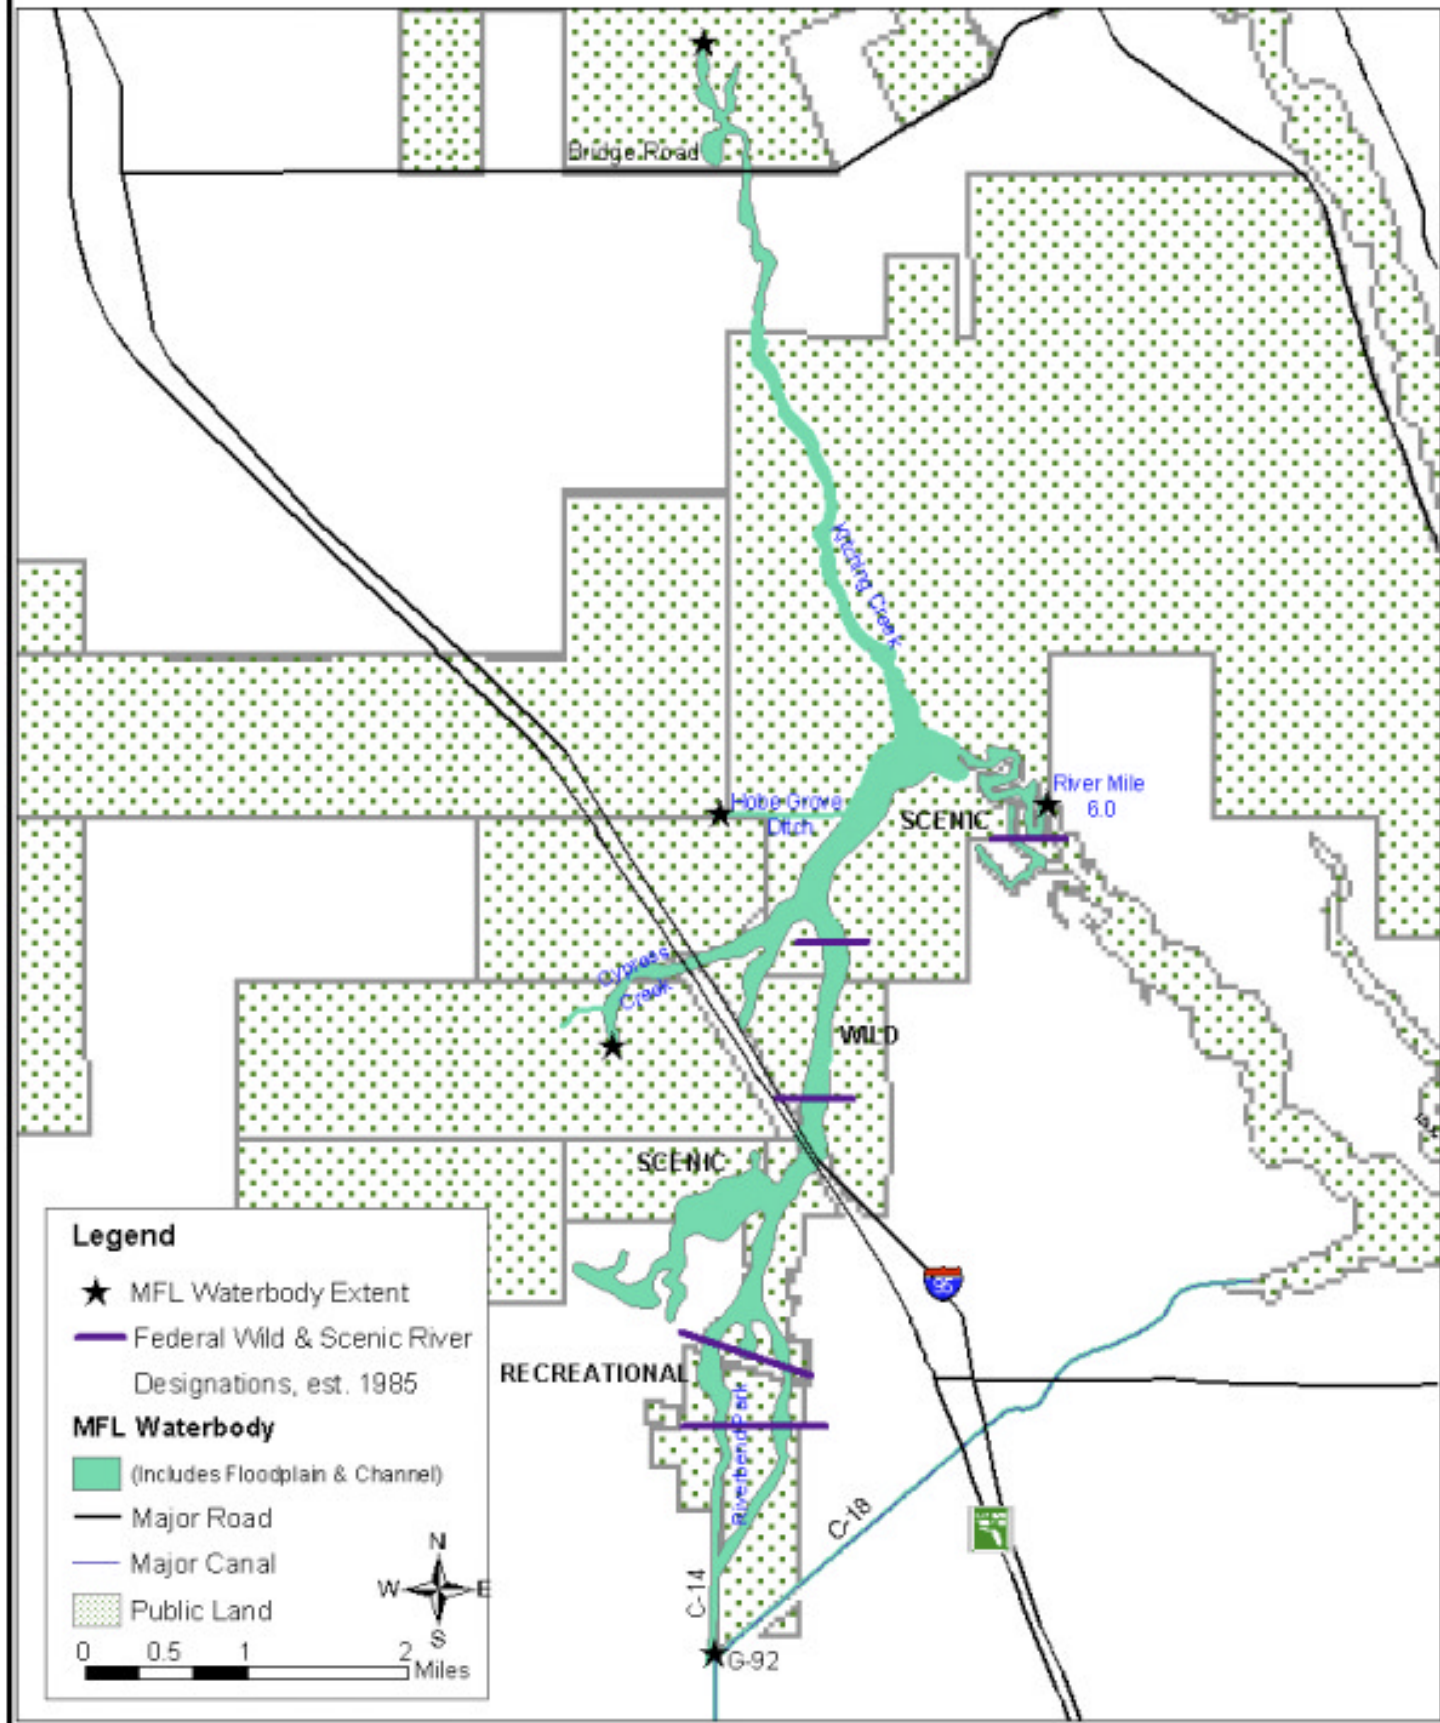 Bridge Road
Kitching Creek
River Mile
6.0
Hobe Grove
Ditch
SCENIC
Cypress
Creek
WILD
SCENIC
95
RECREATIONAL
Riverbend Park
C-18
C-14
G-92
Legend
MFL Waterbody Extent
Federal Wild & Scenic River
Designations, est. 1985
MFL Waterbody
(Includes Floodplain & Channel)
Major Road
Major Canal
Public Land
N
W E
S
0 0.5 1 2
Miles